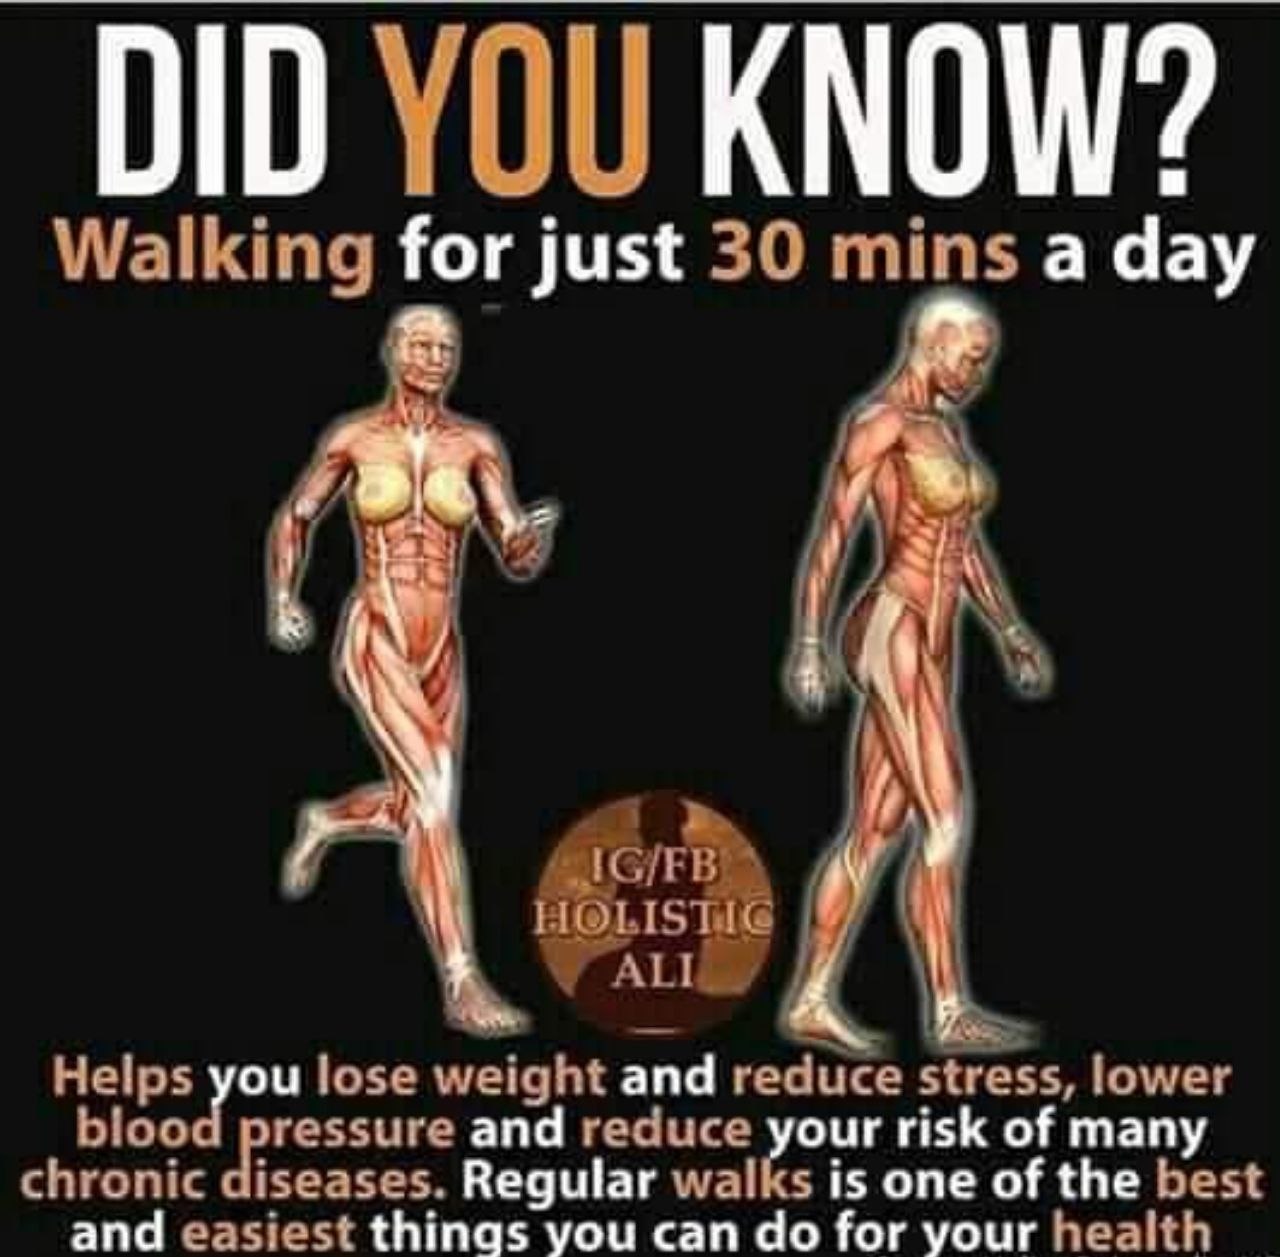 DID YOU KNOW?
Walking for just 30 mins a day
IG/FB
HOLISTIC
ALI
Helps you lose weight and reduce stress, lower
blood pressure and reduce your risk of many
chronic diseases. Regular walks is one of the best
and easiest things you can do for your health